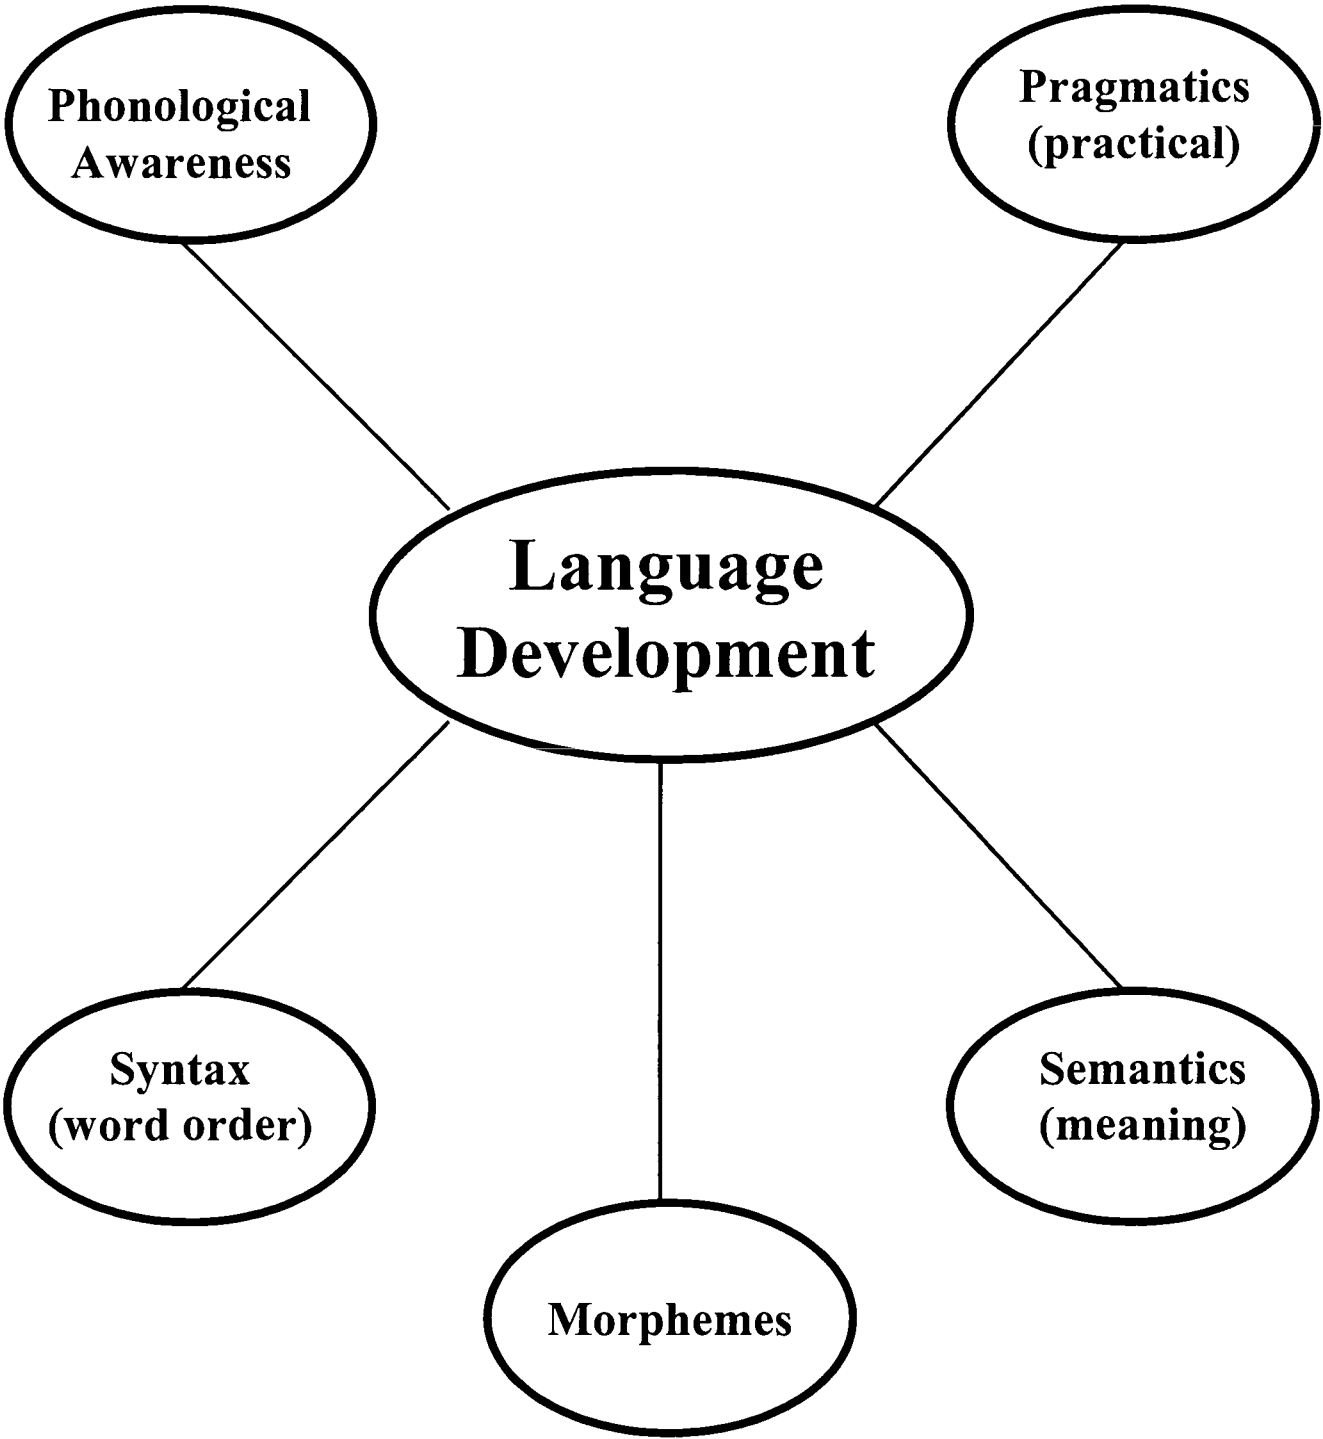 Phonological
Awareness
Pragmatics
(practical)
Language
Development
Syntax
(word order)
Semantics
(meaning)
Morphemes